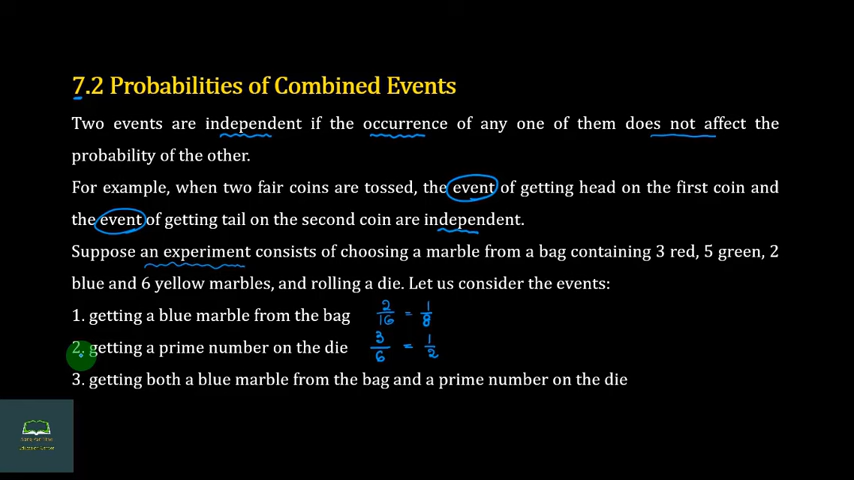 7.2 Probabilities of Combined Events
Two events are independent if the occurrence of any one of them does not affect the
probability of the other.
For example, when two fair coins are tossed, the event of getting head on the first coin and
the event of getting tail on the second coin are independent.
Suppose an experiment consists of choosing a marble from a bag containing 3 red, 5 green, 2
blue and 6 yellow marbles, and rolling a die. Let us consider the events:
1. getting a blue marble from the bag 2/16 = 1/8
2. getting a prime number on the die 3/6 = 1/2
3. getting both a blue marble from the bag and a prime number on the die